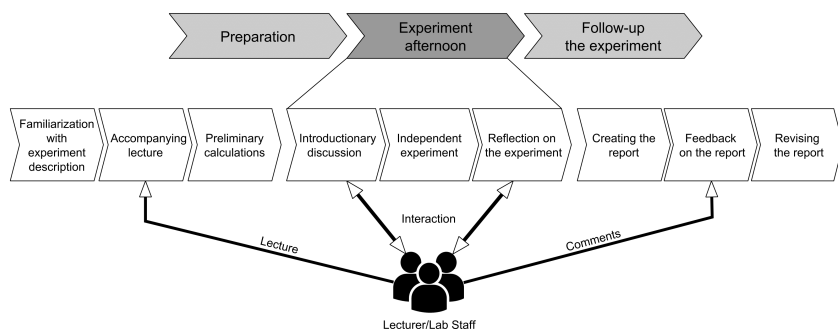 Preparation
Experiment
afternoon
Follow-up
the experiment
Familiarization
with
experiment
description
Accompanying
lecture
Preliminary
calculations
Introductionary
discussion
Independent
experiment
Reflection on
the experiment
Creating the
report
Feedback
on the report
Revising
the report
Interaction
Lecture
Comments
Lecturer/Lab Staff